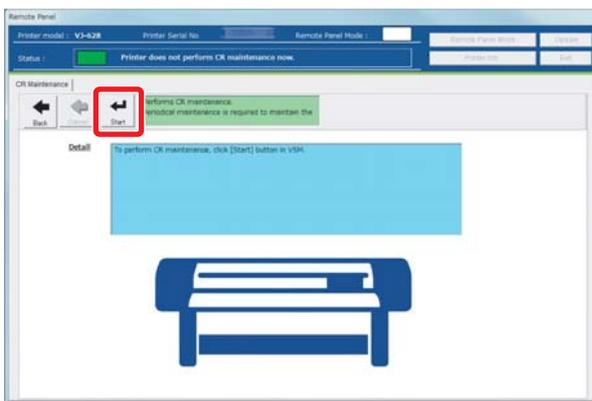 Remote Panel
Printer model : VJ-628 Printer Serial No Remote Panel Mode :
Remote Panel Mode Update
Status : Printer does not perform CR maintenance now.
Printer Init Exit
CR Maintenance
Back Cancel Start
Performs CR maintenance.
Periodical maintenance is required to maintain the
Detail To perform CR maintenance, click [Start] button in VSM.